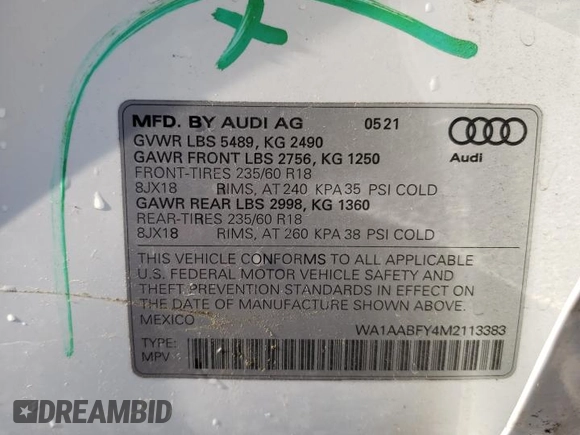 MFD. BY AUDI AG 0521
GVWR LBS 5489, KG 2490
GAWR FRONT LBS 2756, KG 1250
FRONT-TIRES 235/60 R18
8JX18 RIMS, AT 240 KPA 35 PSI COLD
GAWR REAR LBS 2998, KG 1360
REAR-TIRES 235/60 R18
8JX18 RIMS, AT 260 KPA 38 PSI COLD
Audi
THIS VEHICLE CONFORMS TO ALL APPLICABLE
U.S. FEDERAL MOTOR VEHICLE SAFETY AND
THEFT PREVENTION STANDARDS IN EFFECT ON
THE DATE OF MANUFACTURE SHOWN ABOVE.
MEXICO WA1AABFY4M2113383
TYPE:
MPV
DREAMBID